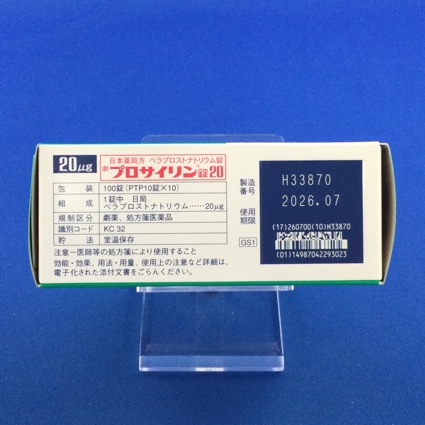 20μg
日本薬局方 ベラプロストナトリウム錠
劇 プロサイリン®錠20
包装 100錠(PTP10錠×10)
組成 1錠中 日局
ベラプロストナトリウム……20μg
規制区分 劇薬、処方箋医薬品
識別コード KC 32
貯法 室温保存
注意-医師等の処方箋により使用すること
効能・効果、用法・用量、使用上の注意など詳細は、
電子化された添付文書をごらんください。
製造番号 H33870
使用期限 2026.07
GS1
(17)260700(10)H33870
(01)14987042293023